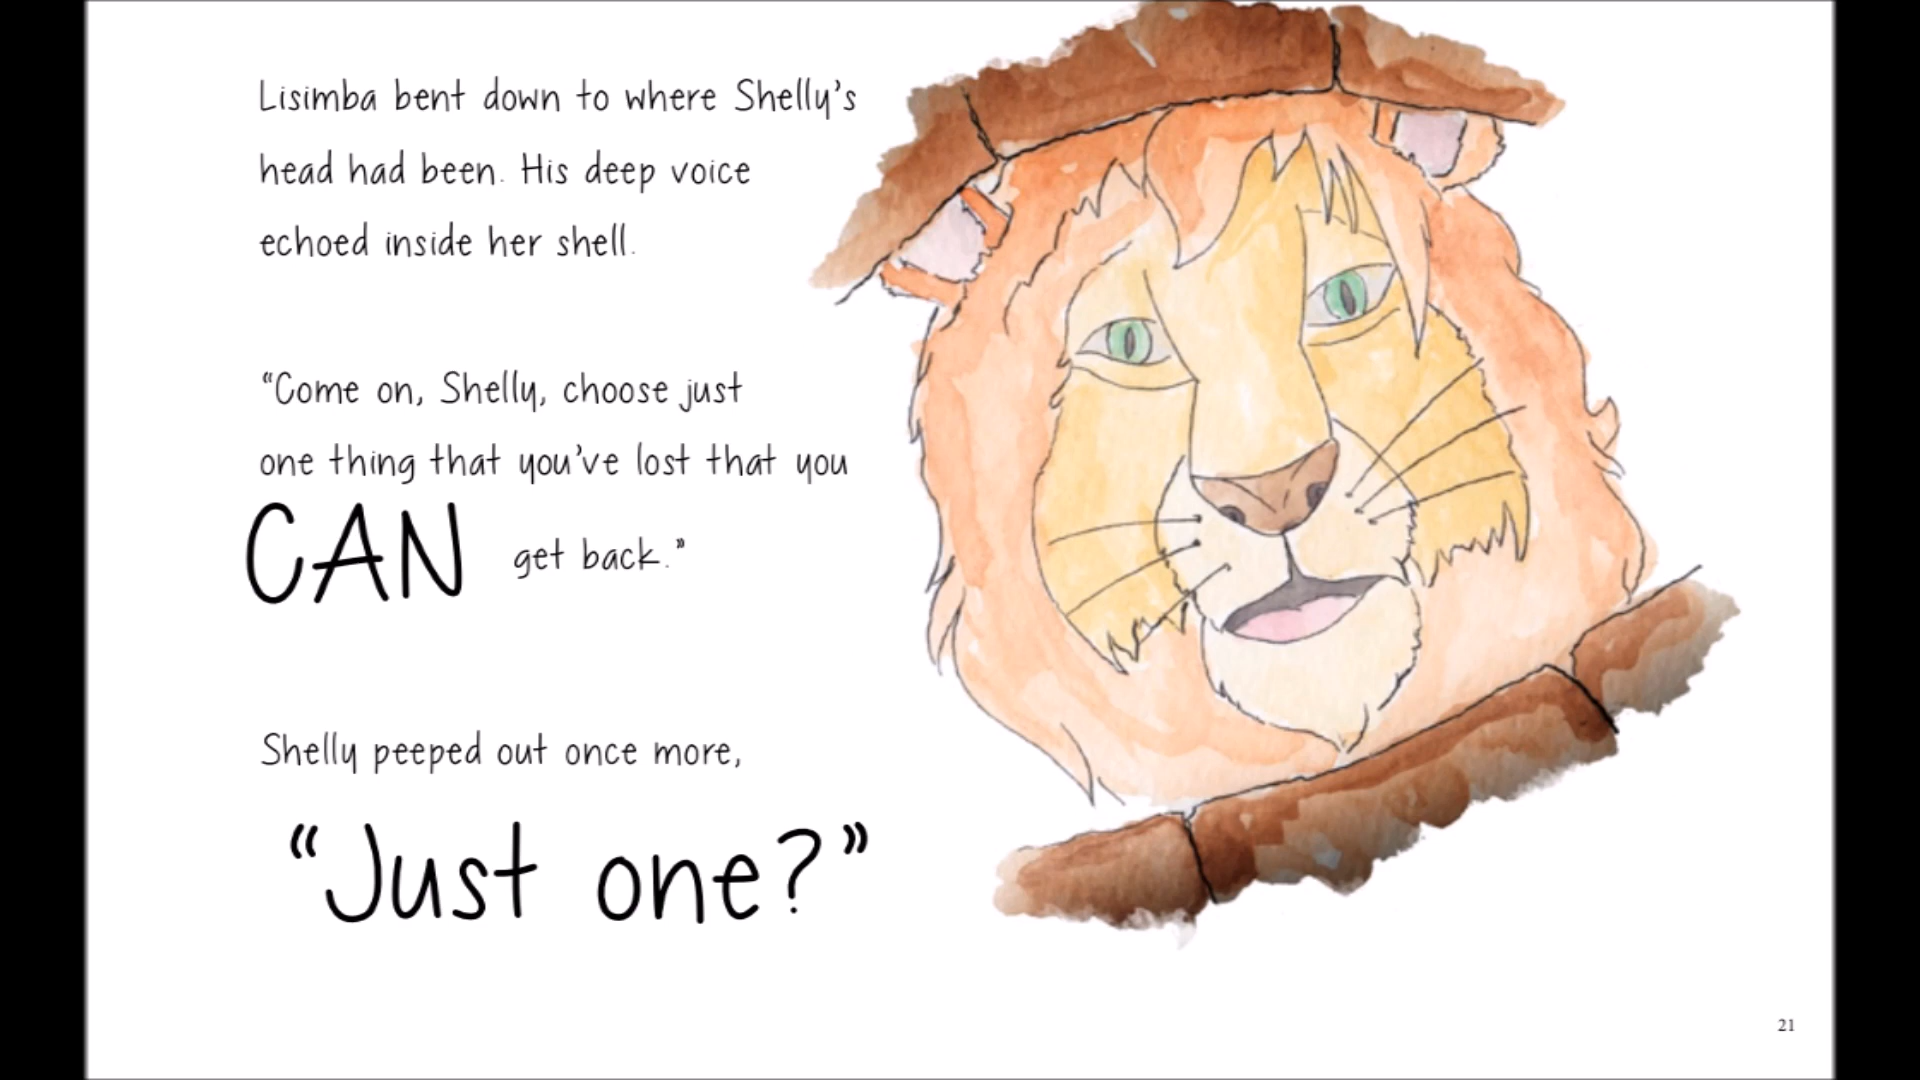 Lisimba bent down to where Shelly's
head had been. His deep voice
echoed inside her shell.
“Come on, Shelly, choose just
one thing that you've lost that you
CAN get back.”
Shelly peeped out once more,
“Just one?”
21